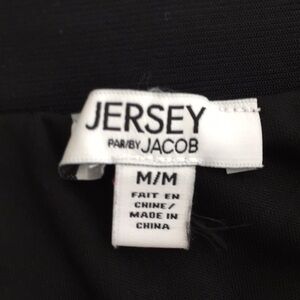 JERSEY
PAR/BY JACOB
M/M
FAIT EN
CHINE/
MADE IN
CHINA